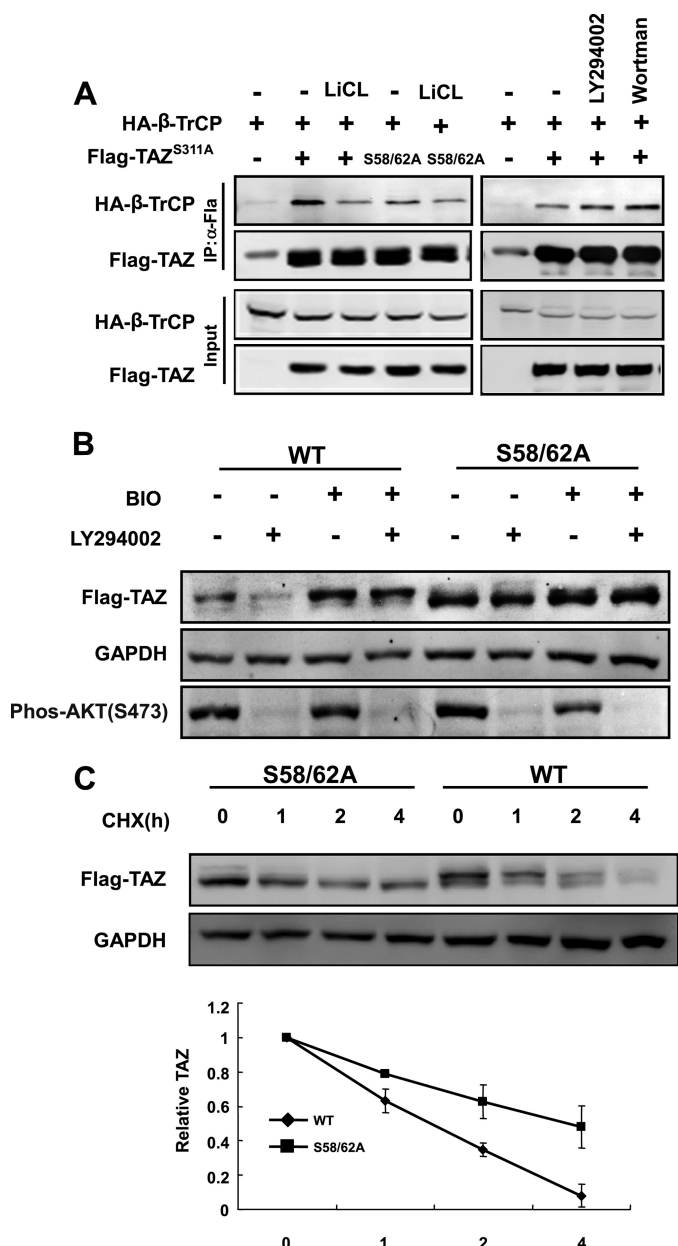 A
- - LiCL - LiCL - - LY294002 Wortman
HA-β-TrCP + + + + + + + + +
Flag-TAZS311A - + + S58/62A S58/62A - + + +
IP:α-Fla
HA-β-TrCP
Flag-TAZ
Input
HA-β-TrCP
Flag-TAZ
B
WT S58/62A
BIO - - + + - - + +
LY294002 - + - + - + - +
Flag-TAZ
GAPDH
Phos-AKT(S473)
C
S58/62A WT
CHX(h) 0 1 2 4 0 1 2 4
Flag-TAZ
GAPDH
Relative TAZ
1.2
1
0.8
0.6
0.4
0.2
0
WT
S58/62A
0 1 2 4